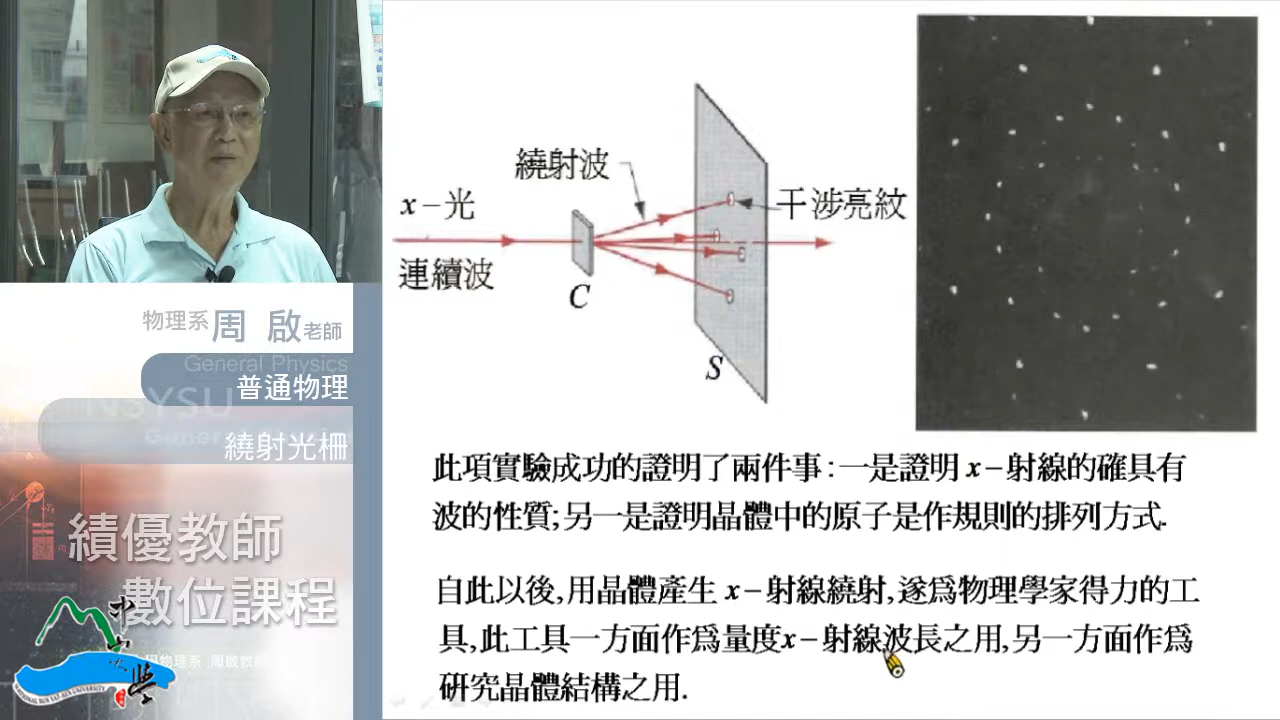 物理系 周 啟 老師
General Physics
普通物理
NSYSU
繞射光柵
績優教師
數位課程
繞射波
x－光
干涉亮紋
連續波
C
S
此項實驗成功的證明了兩件事:一是證明 x－射線的確具有
波的性質;另一是證明晶體中的原子是作規則的排列方式.
自此以後,用晶體產生 x－射線繞射,遂爲物理學家得力的工
具,此工具一方面作爲量度x－射線波長之用,另一方面作爲
研究晶體結構之用.